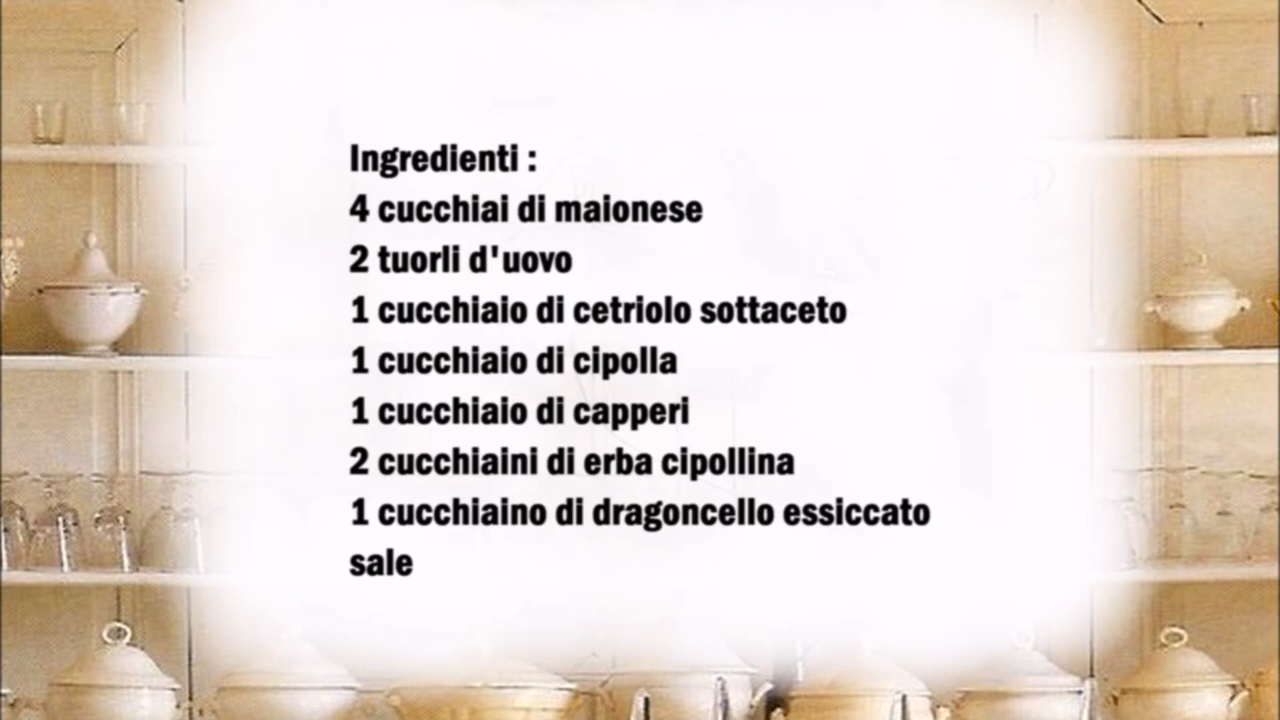 Ingredienti :
4 cucchiai di maionese
2 tuorli d'uovo
1 cucchiaio di cetriolo sottaceto
1 cucchiaio di cipolla
1 cucchiaio di capperi
2 cucchiaini di erba cipollina
1 cucchiaino di dragoncello essiccato
sale